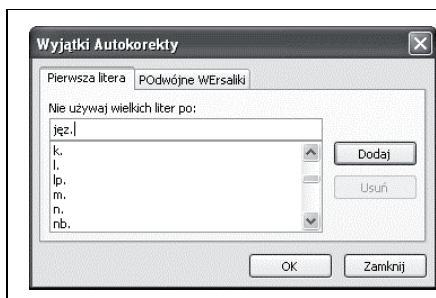 Wyjątki Autokorekty
Pierwsza litera
POdwójne WErsaliki
Nie używaj wielkich liter po:
jęz.
k.
l.
lp.
m.
n.
nb.
Dodaj
Usuń
OK
Zamknij